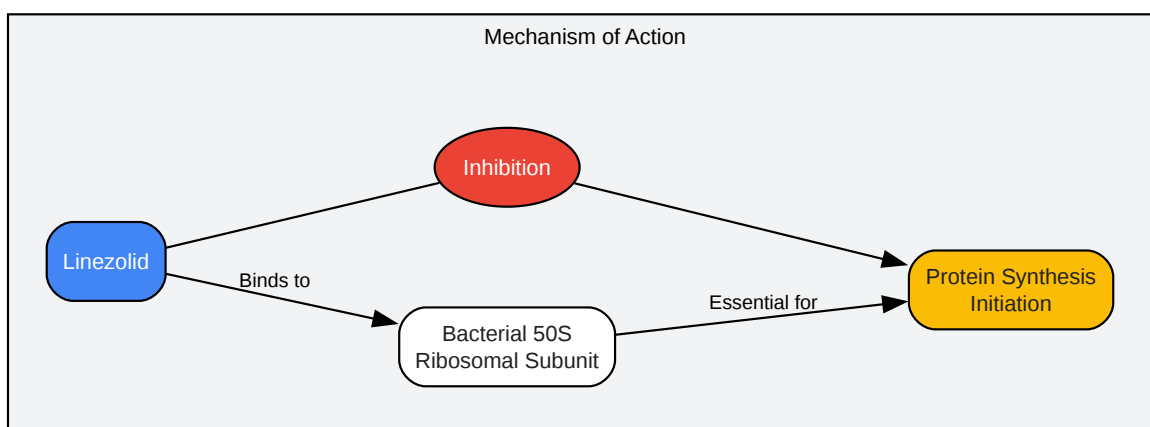 Mechanism of Action
Inhibition
Linezolid
Binds to
Bacterial 50S
Ribosomal Subunit
Essential for
Protein Synthesis
Initiation